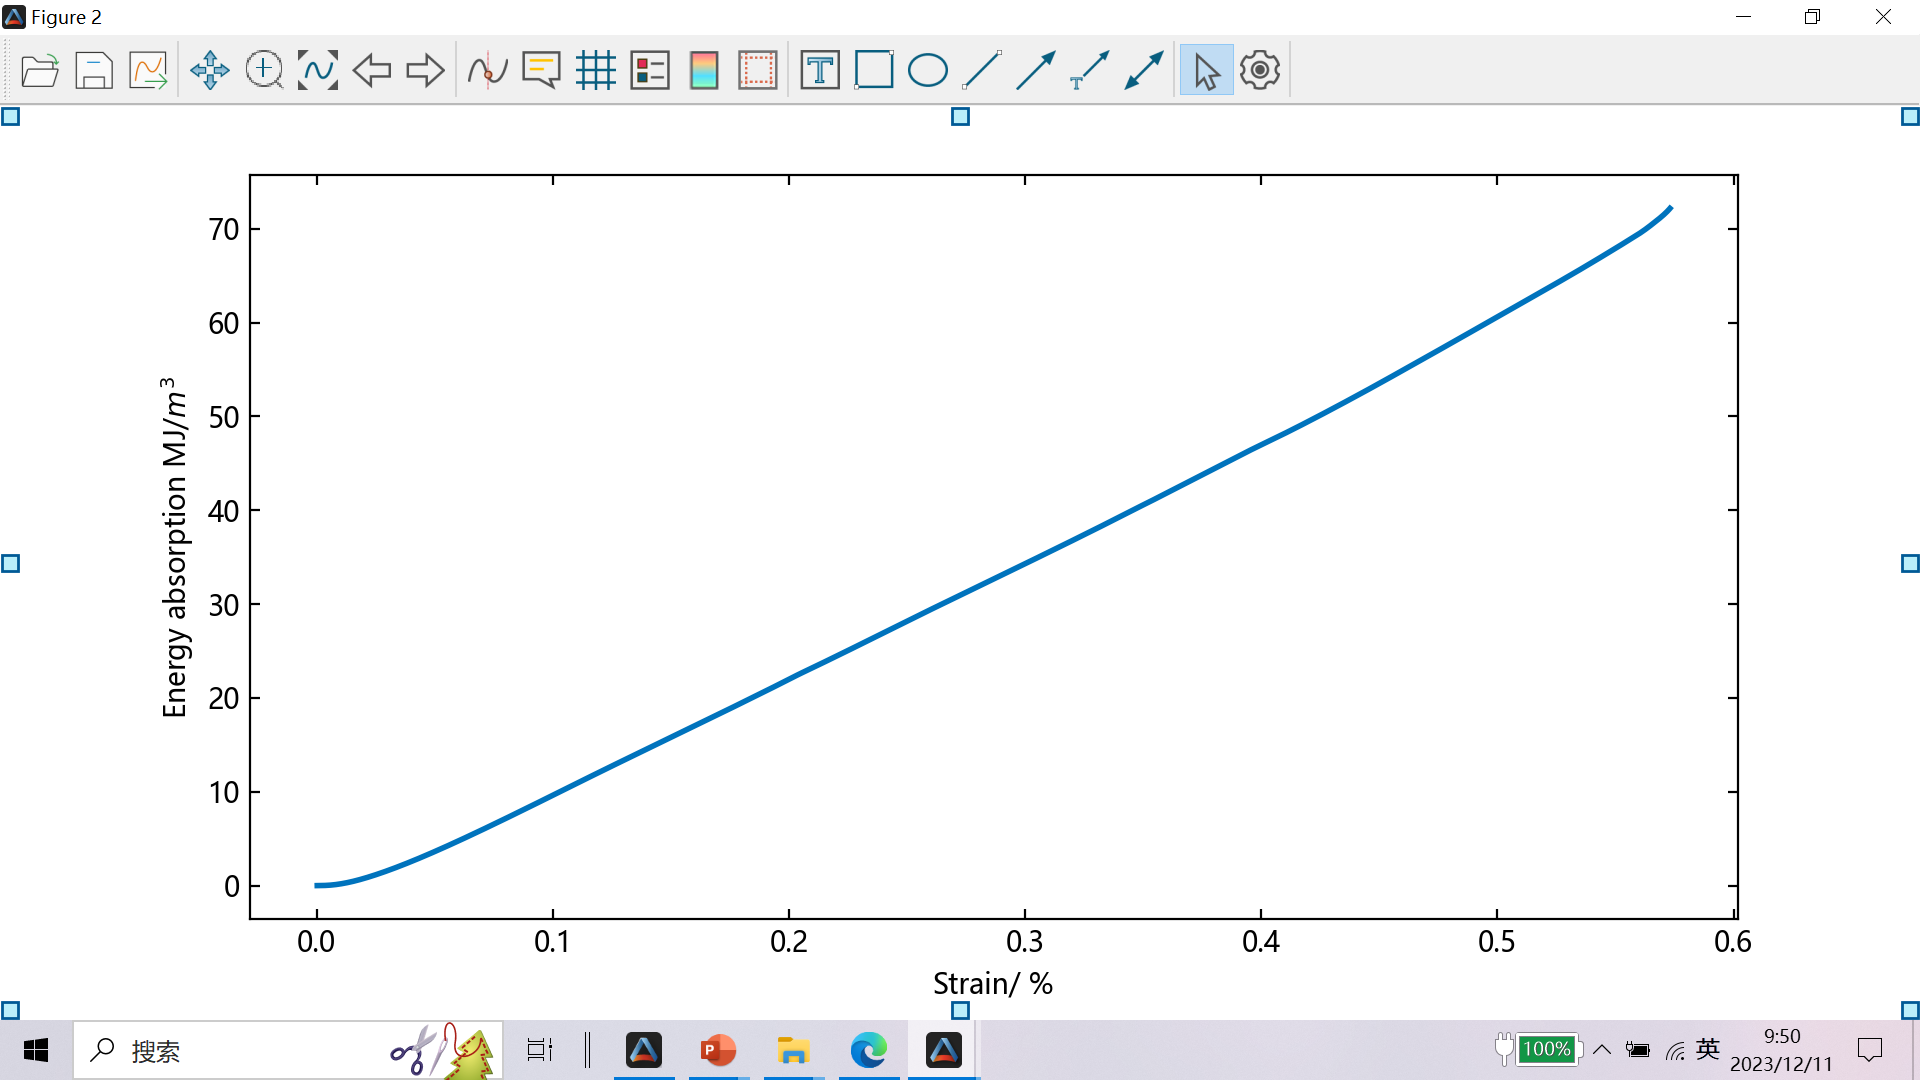 Figure 2
T
T
70
60
50
40
30
20
10
0
Energy absorption MJ/m³
0.0 0.1 0.2 0.3 0.4 0.5 0.6
Strain/ %
搜索
P
100%
英
9:50
2023/12/11